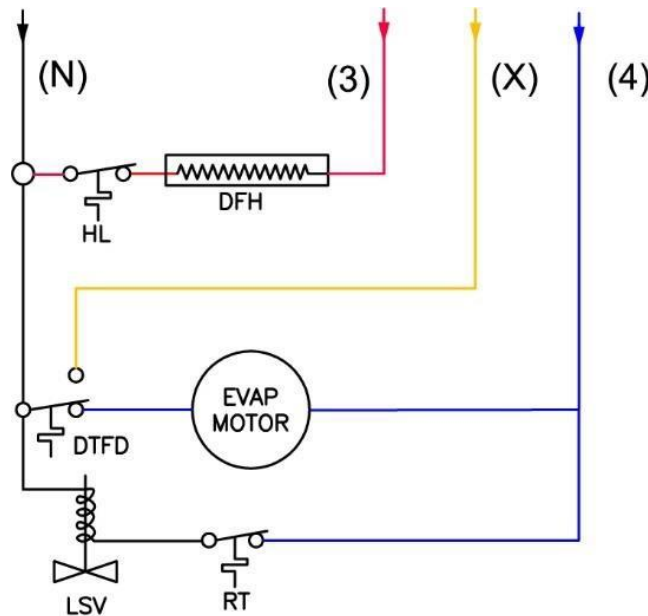 (N)
(3)
(X)
(4)
DFH
HL
EVAP
MOTOR
DTFD
LSV
RT